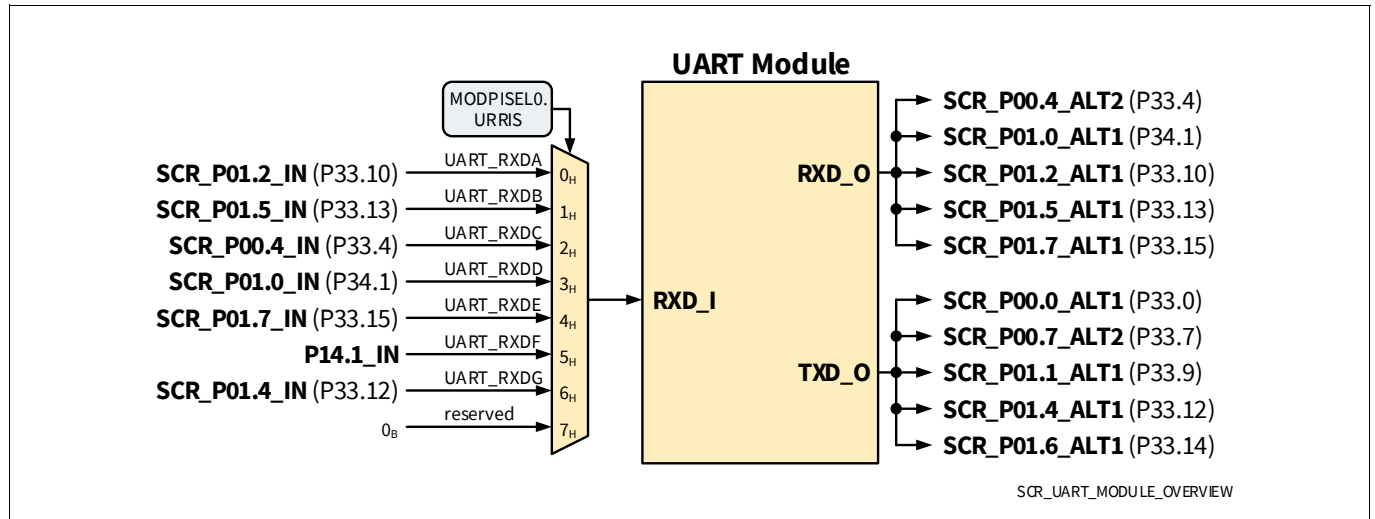 UART Module
MODPISEL0.
URRIS
SCR_P01.2_IN (P33.10) UART_RXDA 0H
SCR_P01.5_IN (P33.13) UART_RXDB 1H
SCR_P00.4_IN (P33.4) UART_RXDC 2H
SCR_P01.0_IN (P34.1) UART_RXDD 3H
SCR_P01.7_IN (P33.15) UART_RXDE 4H
P14.1_IN UART_RXDF 5H
SCR_P01.4_IN (P33.12) UART_RXDG 6H
0B reserved 7H
RXD_I
RXD_O
TXD_O
SCR_P00.4_ALT2 (P33.4)
SCR_P01.0_ALT1 (P34.1)
SCR_P01.2_ALT1 (P33.10)
SCR_P01.5_ALT1 (P33.13)
SCR_P01.7_ALT1 (P33.15)
SCR_P00.0_ALT1 (P33.0)
SCR_P00.7_ALT2 (P33.7)
SCR_P01.1_ALT1 (P33.9)
SCR_P01.4_ALT1 (P33.12)
SCR_P01.6_ALT1 (P33.14)
SCR_UART_MODULE_OVERVIEW